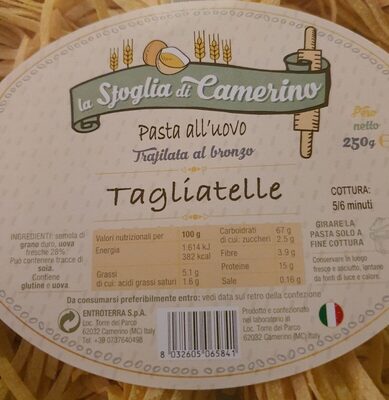 la Sfoglia di Camerino
Pasta all'uovo
Trafilata al bronzo
Peso
netto
250g e
Tagliatelle
COTTURA:
5/6 minuti
GIRARE LA
PASTA SOLO A
FINE COTTURA
Conservare in luogo
fresco e asciutto, lontano
da fonti di luce e calore.
INGREDIENTI: semola di
grano duro, uova
fresche 28%.
Può contenere tracce di
soia.
Contiene
glutine e uova
Valori nutrizionali per 100 g
Energia 1.614 kJ
382 kcal
Grassi 5.1 g
di cui: acidi grassi saturi 1.6 g
Carboidrati 67 g
di cui: zuccheri 2.5 g
Fibre 3.9 g
Proteine 15 g
Sale 0.16 g
Da consumarsi preferibilmente entro: vedi data sul retro della confezione
ENTROTERRA S.p.A.
Loc. Torre del Parco
62032 Camerino (MC) Italy
Tel. +39 0737640498
8 032605 065841
Prodotto e confezionato
nel laboratorio di
Loc. Torre del Parco
62032 Camerino (MC) Italy